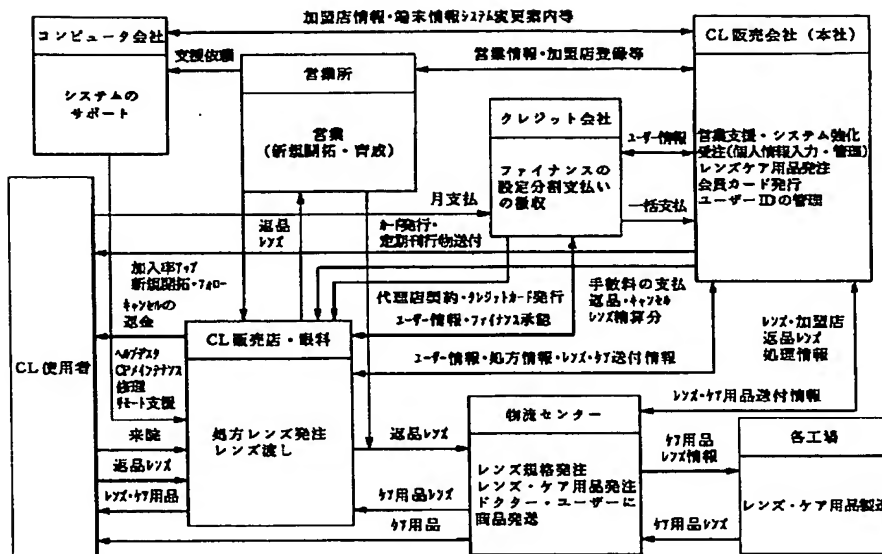 加盟店情報・端末情報システム変更案内等
コンピュータ会社
システムの
サポート
支援依頼
営業所
営業
(新規開拓・育成)
営業情報・加盟店登録等
CL販売会社(本社)
営業支援・システム強化
受注(個人情報入力・管理)
レンズケア用品発注
会員カード発行
ユーザーIDの管理
クレジット会社
ファイナンスの
設定分割支払い
の徴収
ユーザー情報
一括支払
月支払
返品
レンズ
カード発行・
定期刊行物送付
加入率アップ
新規開拓・フォロー
キャンセルの
返金
手数料の支払
返品・キャンセル
レンズ精算分
代理店契約・クレジットカード発行
ユーザー情報・ファイナンス承認
CL使用者
CL販売店・眼科
処方レンズ発注
レンズ渡し
ユーザー情報・処方情報・レンズ・ケア送付情報
レンズ・加盟店
返品レンズ
処理情報
ヘルプデスク
CPメインテナンス
修理
リモート支援
来院
返品レンズ
レンズ・ケア用品
返品レンズ
ケア用品レンズ
ケア用品
物流センター
レンズ規格発注
レンズ・ケア用品発注
ドクター・ユーザーに
商品発送
レンズ・ケア用品送付情報
ケア用品
レンズ情報
ケア用品レンズ
各工場
レンズ・ケア用品製造